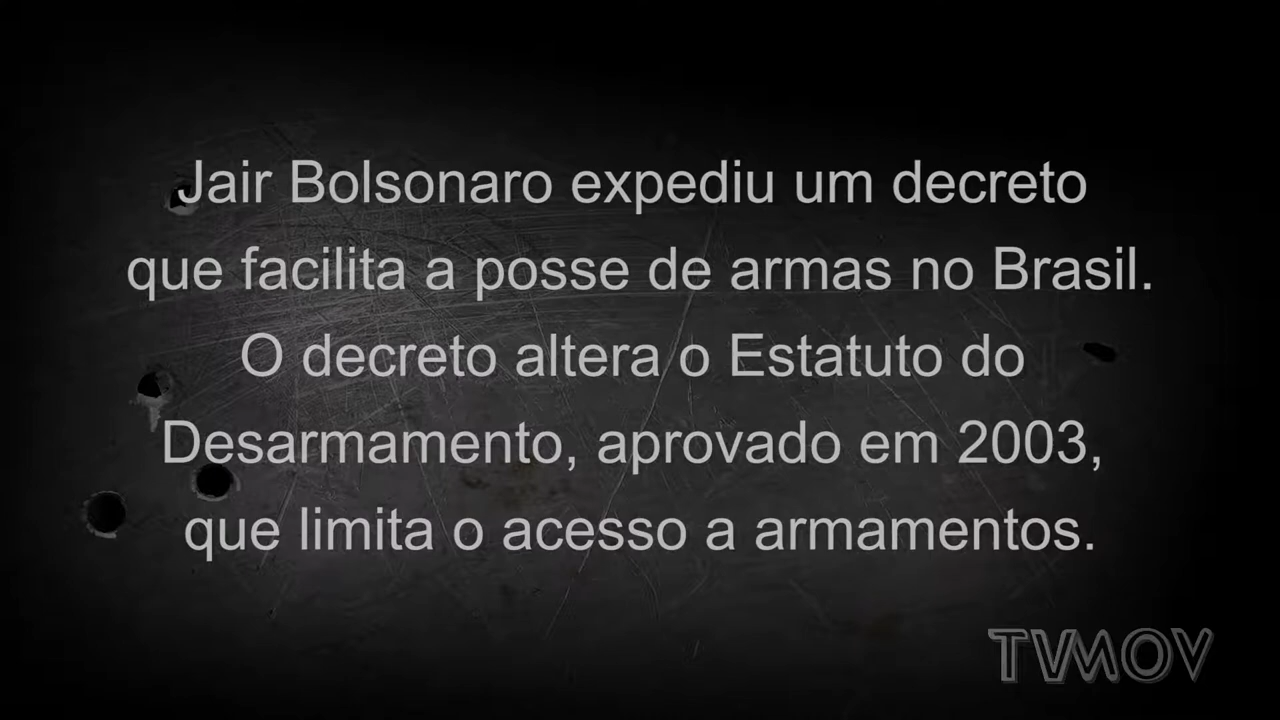 Jair Bolsonaro expediu um decreto
que facilita a posse de armas no Brasil.
O decreto altera o Estatuto do
Desarmamento, aprovado em 2003,
que limita o acesso a armamentos.
TVMOV